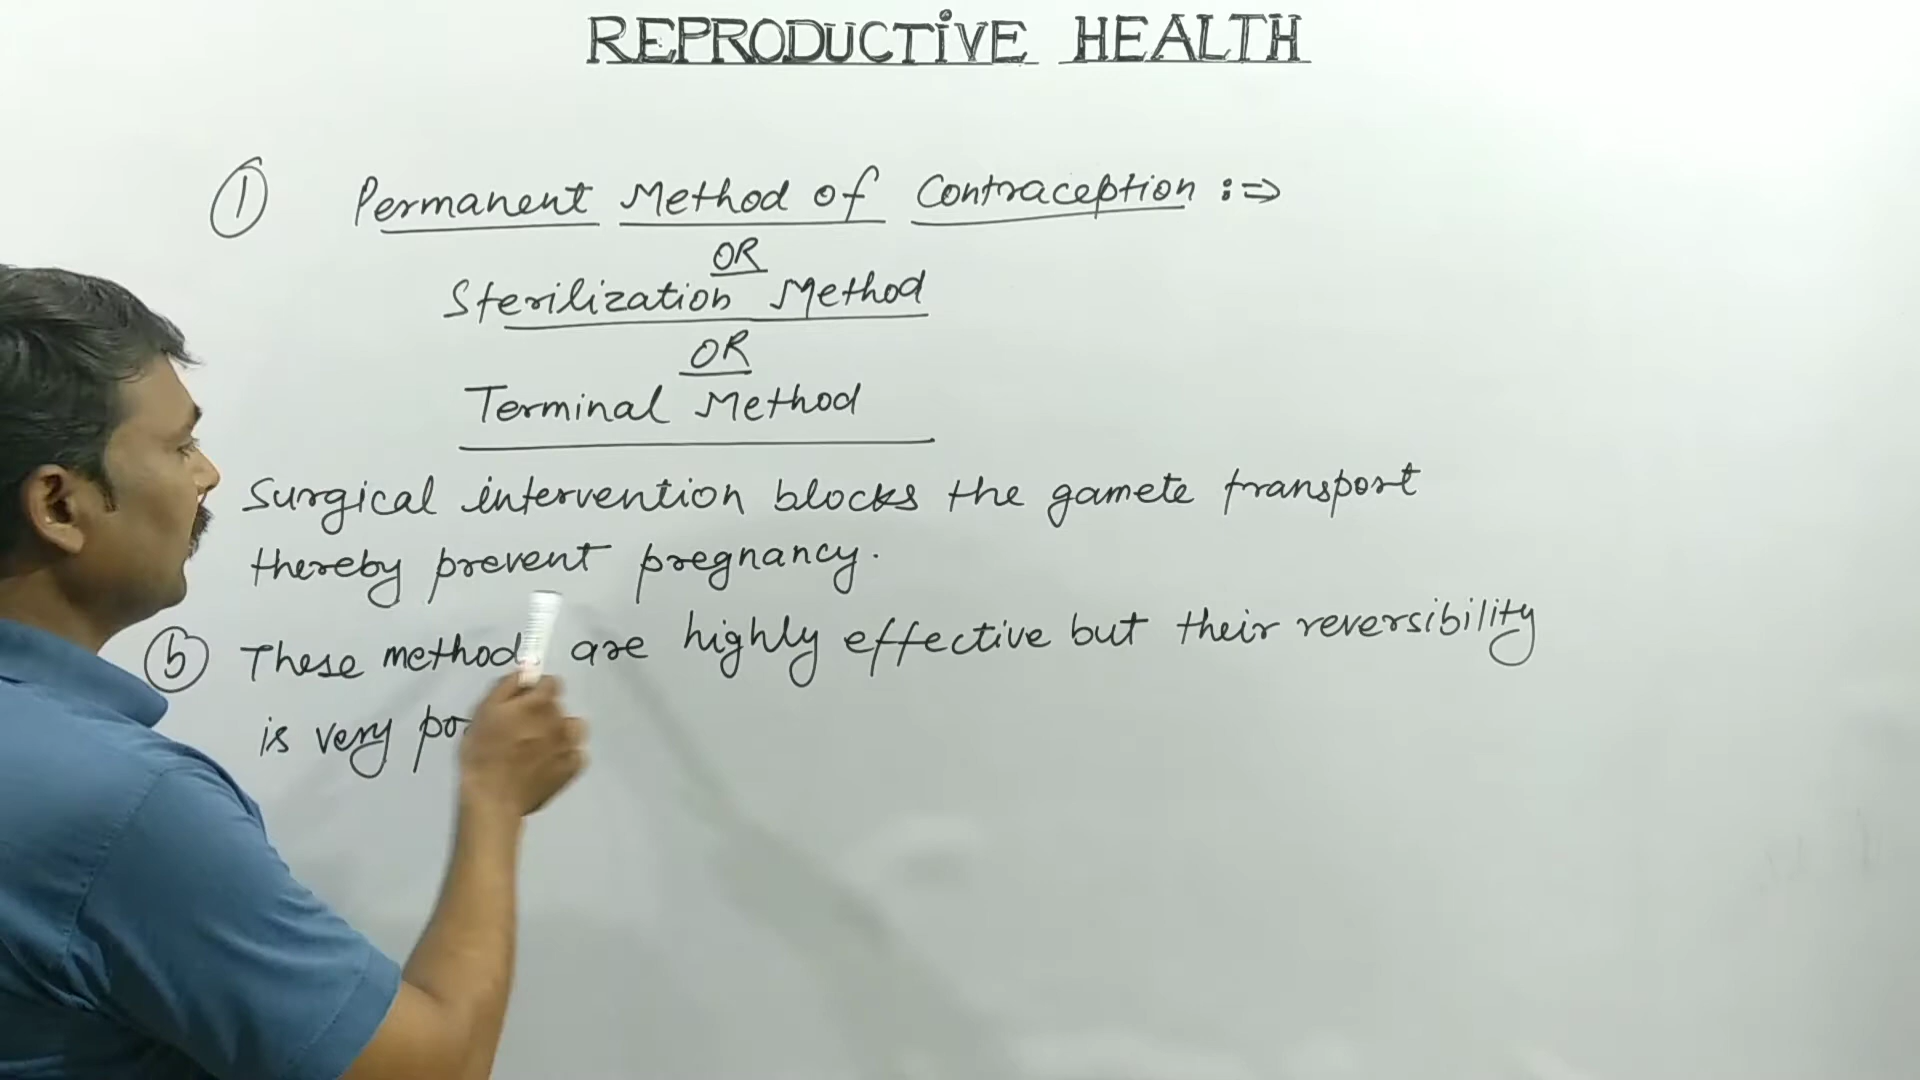 REPRODUCTIVE HEALTH
① Permanent Method of Contraception :⇒
OR
Sterilization Method
OR
Terminal Method
Surgical intervention blocks the gamete transport
thereby prevent pregnancy.
ⓑ These method are highly effective but their reversibility
is very